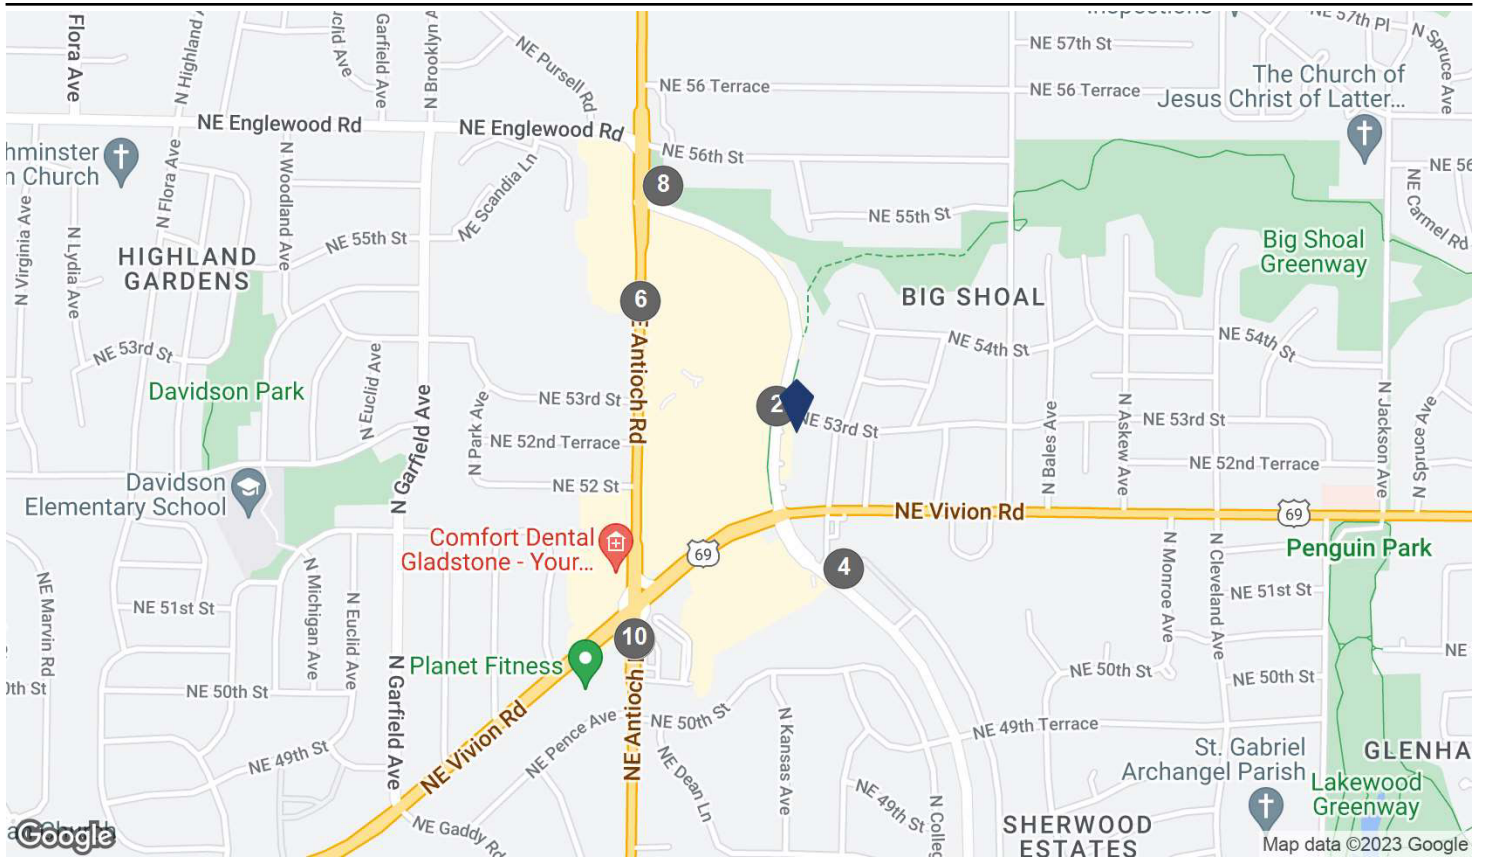 Flora Ave
N Highland
Euclid Ave
Garfield Ave
N Brooklyn
NE Pursell Rd
NE 57th St
NE 57th Pl
N Spruce Ave
NE 56 Terrace
NE 56 Terrace
The Church of
Jesus Christ of Latter...
NE Englewood Rd
NE Englewood Rd
NE 56th St
NE 56
hminster
n Church
N Flora Ave
N Woodland Ave
NE Scandia Ln
8
NE 55th St
NE Carmel Rd
N Virginia Ave
N Lydia Ave
HIGHLAND
GARDENS
NE 55th St
Big Shoal
Greenway
BIG SHOAL
6
NE 53rd St
N Euclid Ave
NE Antioch Rd
NE 54th St
NE 54th St
Davidson Park
N Garfield Ave
N Park Ave
NE 53rd St
2
NE 53rd St
N Bales Ave
N Askew Ave
NE 53rd St
N Jackson Ave
N Spruce Ave
NE 52nd Terrace
NE 52nd Terrace
Davidson
Elementary School
NE 52 St
NE Vivion Rd
69
Comfort Dental
Gladstone - Your...
69
4
Penguin Park
NE Marvin Rd
NE 51st St
N Michigan Ave
N Euclid Ave
N Monroe Ave
N Cleveland Ave
NE 51st St
10
Planet Fitness
NE
0th St
NE 50th St
N Garfield Ave
NE Vivion Rd
NE Pence Ave
NE Antioch
NE 50th St
N Kansas Ave
NE 50th St
NE 50th St
NE 49th Terrace
NE 49th St
NE Dean Ln
NE 49th St
N Colleg
St. Gabriel
Archangel Parish
GLENHA
Lakewood
Greenway
NE Gaddy Rd
SHERWOOD
ESTATES
Google
Map data ©2023 Google